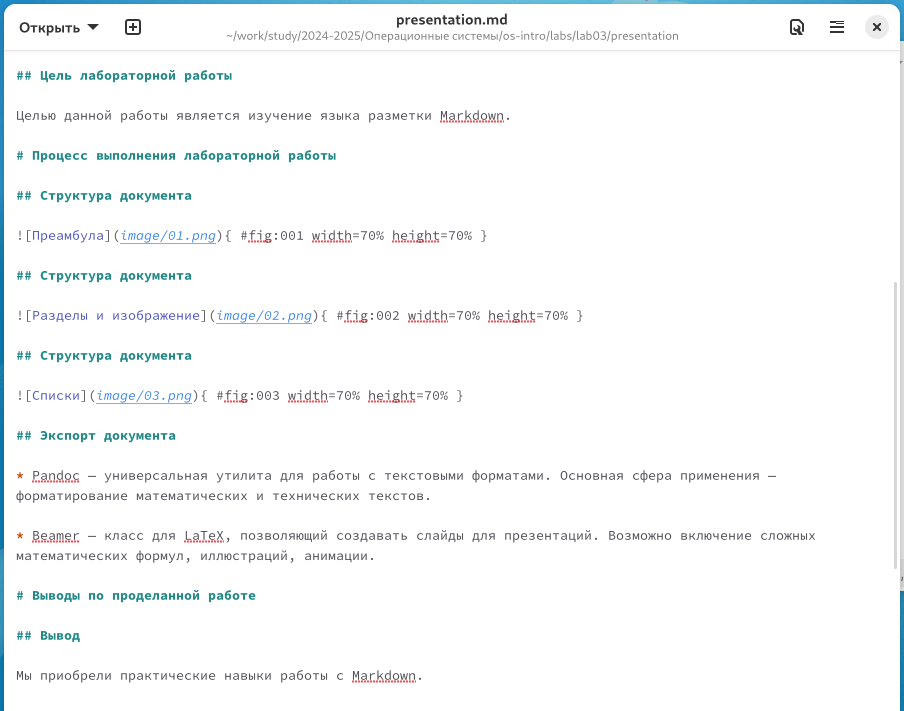 Открыть
presentation.md
~/work/study/2024-2025/Операционные системы/os-intro/labs/lab03/presentation
## Цель лабораторной работы
Целью данной работы является изучение языка разметки Markdown.
# Процесс выполнения лабораторной работы
## Структура документа
![Преамбула](image/01.png){ #fig:001 width=70% height=70% }
## Структура документа
![Разделы и изображение](image/02.png){ #fig:002 width=70% height=70% }
## Структура документа
![Списки](image/03.png){ #fig:003 width=70% height=70% }
## Экспорт документа
* Pandoc — универсальная утилита для работы с текстовыми форматами. Основная сфера применения —
форматирование математических и технических текстов.
* Beamer — класс для LaTeX, позволяющий создавать слайды для презентаций. Возможно включение сложных
математических формул, иллюстраций, анимации.
# Выводы по проделанной работе
## Вывод
Мы приобрели практические навыки работы с Markdown.